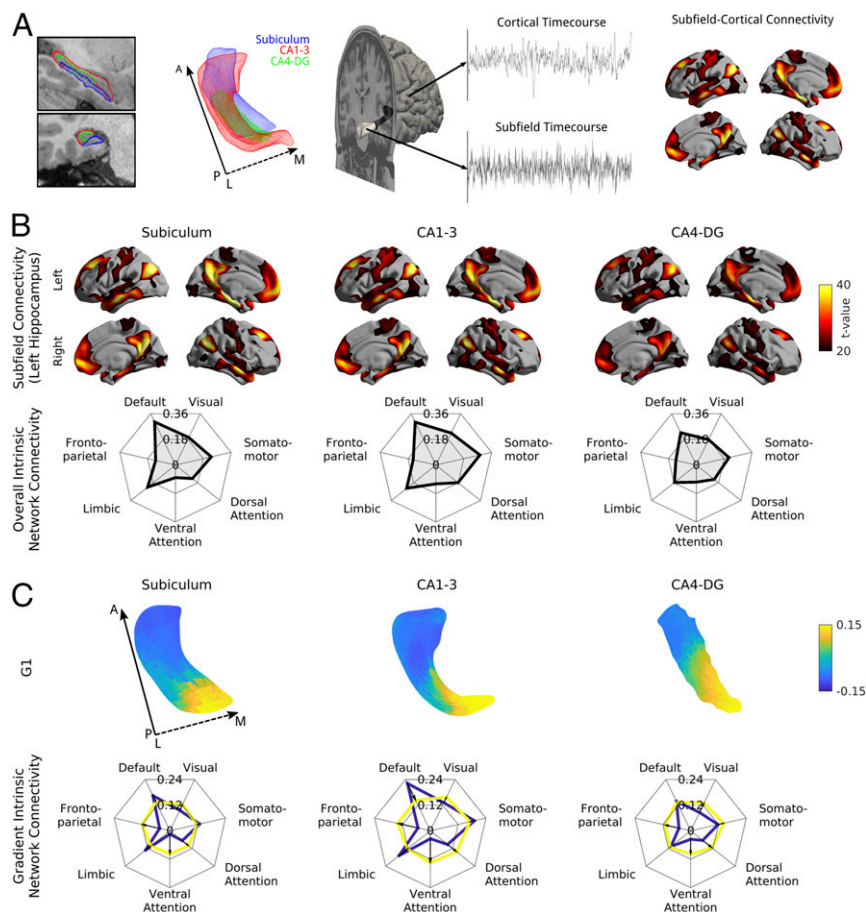 A
Subiculum
CA1-3
CA4-DG
A
P
L
M
Cortical Timecourse
Subfield Timecourse
Subfield-Cortical Connectivity
B
Subiculum
CA1-3
CA4-DG
Subfield Connectivity
(Left Hippocampus)
Left
Right
40
t-value
20
Overall Intrinsic
Network Connectivity
Default
Visual
0.36
Fronto-
parietal
0.18
Somato-
motor
0
Limbic
Dorsal
Attention
Ventral
Attention
Default
Visual
0.36
Fronto-
parietal
0.18
Somato-
motor
0
Limbic
Dorsal
Attention
Ventral
Attention
Default
Visual
0.36
Fronto-
parietal
0.18
Somato-
motor
0
Limbic
Dorsal
Attention
Ventral
Attention
C
Subiculum
CA1-3
CA4-DG
G1
A
P
L
M
0.15
-0.15
Gradient Intrinsic
Network Connectivity
Default
Visual
0.24
Fronto-
parietal
0.12
Somato-
motor
0
Limbic
Dorsal
Attention
Ventral
Attention
Default
Visual
0.24
Fronto-
parietal
0.12
Somato-
motor
0
Limbic
Dorsal
Attention
Ventral
Attention
Default
Visual
0.24
Fronto-
parietal
0.12
Somato-
motor
0
Limbic
Dorsal
Attention
Ventral
Attention